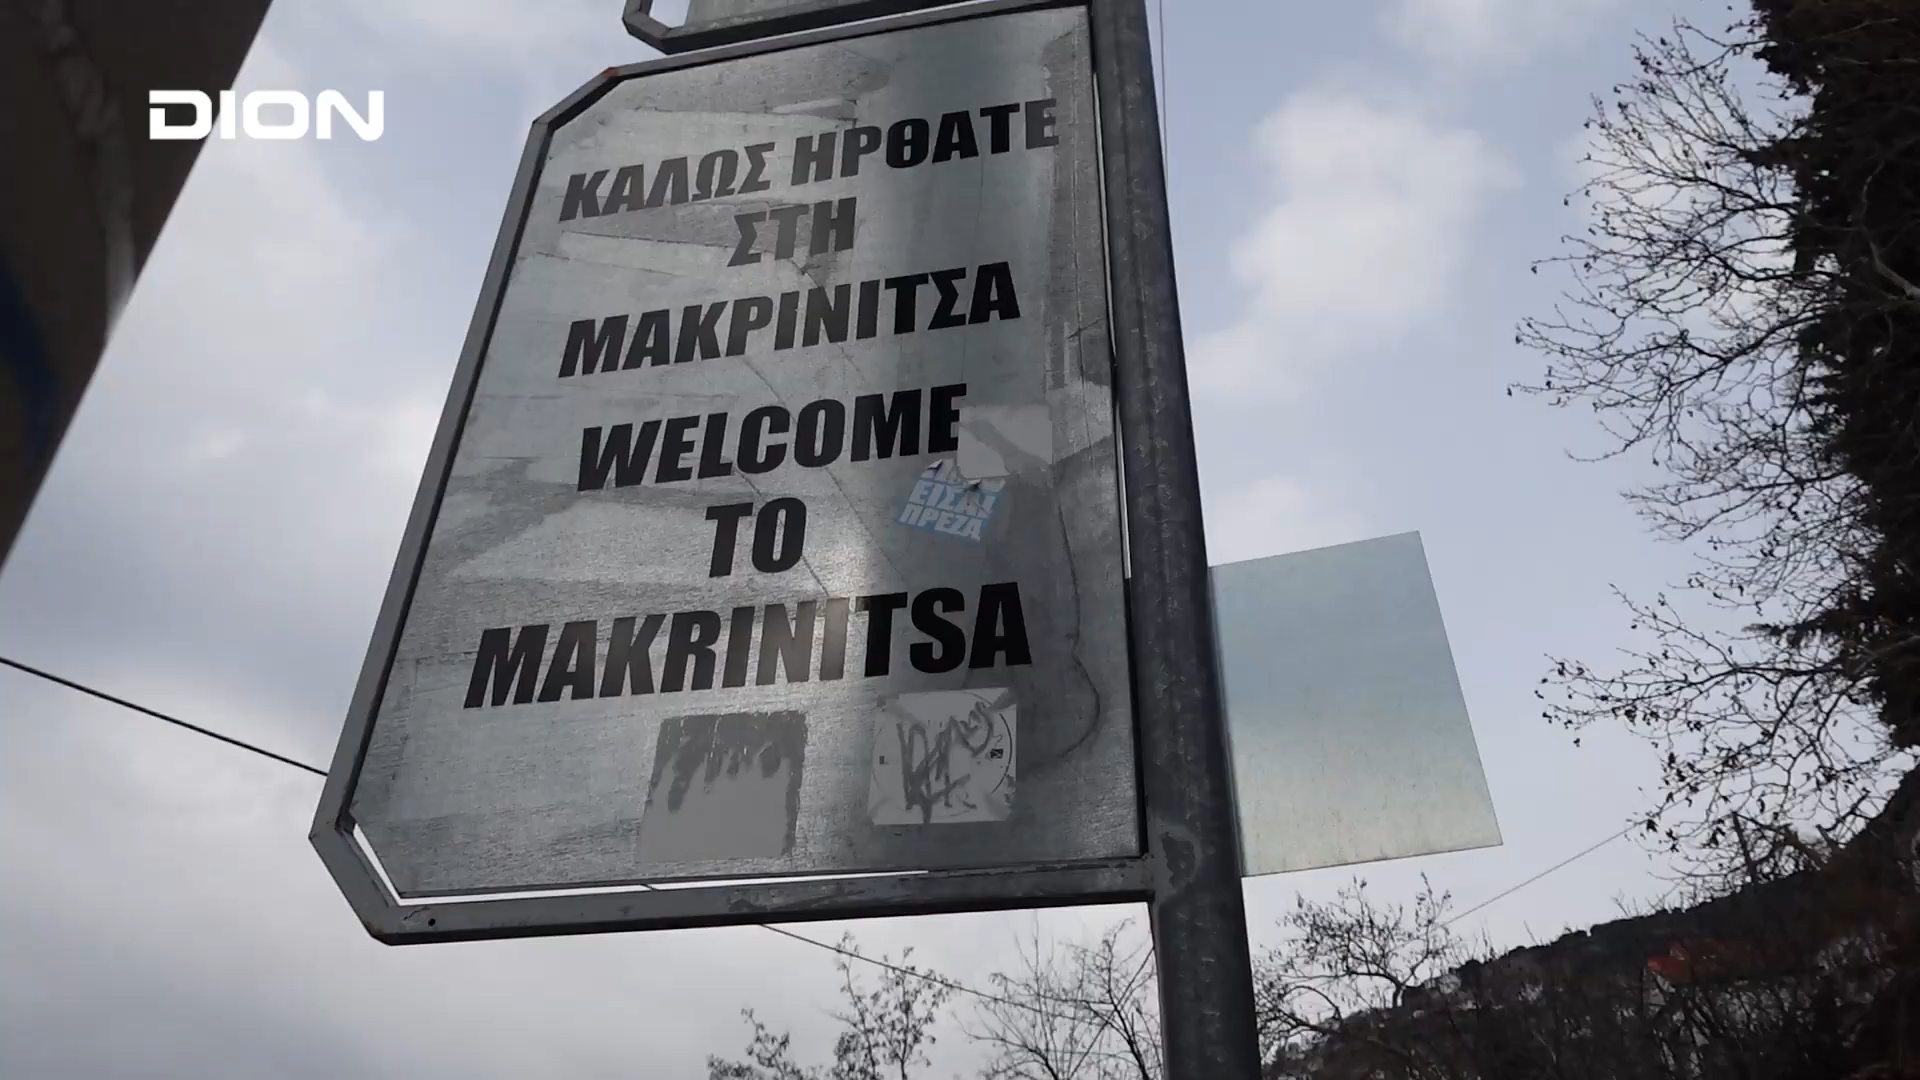 DION
ΚΑΛΩΣ ΗΡΘΑΤΕ
ΣΤΗ
ΜΑΚΡΙΝΙΤΣΑ
WELCOME
TO
MAKRINITSA
ΕΙΣΑΙ
ΠΡΕΖΑ